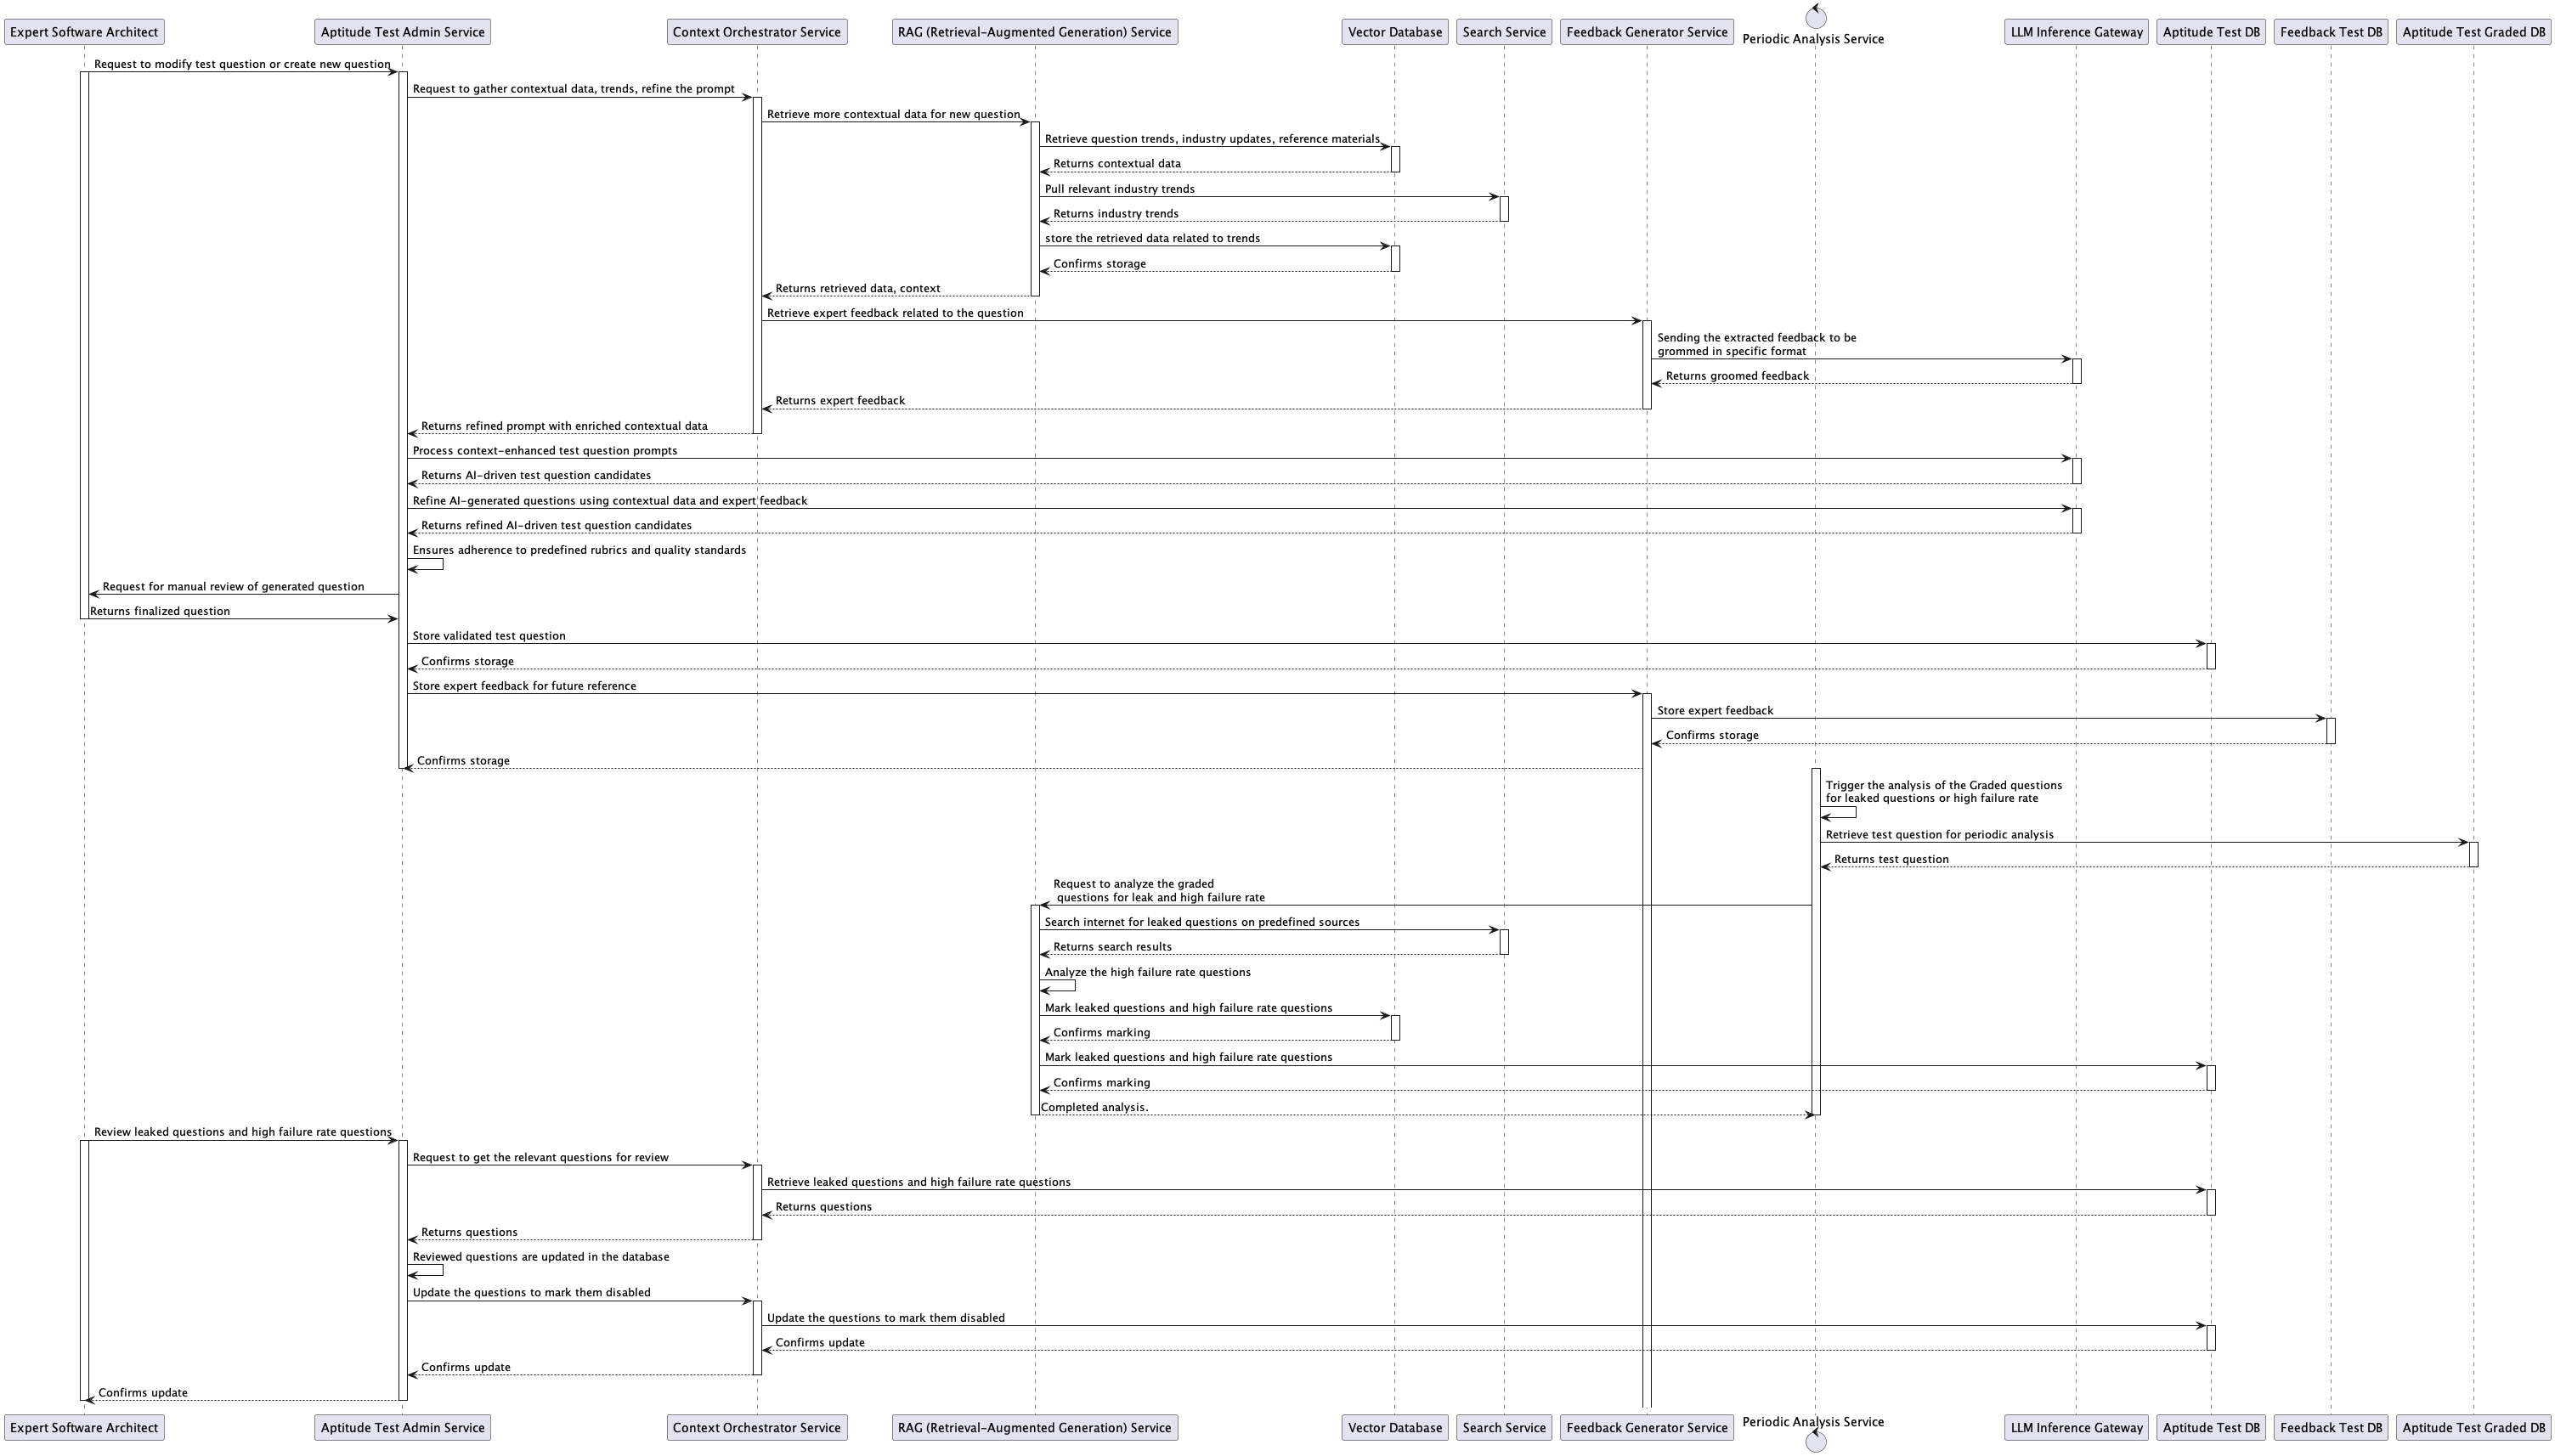 Expert Software Architect
Aptitude Test Admin Service
Context Orchestrator Service
RAG (Retrieval-Augmented Generation) Service
Vector Database
Search Service
Feedback Generator Service
Periodic Analysis Service
LLM Inference Gateway
Aptitude Test DB
Feedback Test DB
Aptitude Test Graded DB
Request to modify test question or create new question
Request to gather contextual data, trends, refine the prompt
Retrieve more contextual data for new question
Retrieve question trends, industry updates, reference materials
Returns contextual data
Pull relevant industry trends
Returns industry trends
store the retrieved data related to trends
Confirms storage
Returns retrieved data, context
Retrieve expert feedback related to the question
Sending the extracted feedback to be
grommed in specific format
Returns groomed feedback
Returns expert feedback
Returns refined prompt with enriched contextual data
Process context-enhanced test question prompts
Returns AI-driven test question candidates
Refine AI-generated questions using contextual data and expert feedback
Returns refined AI-driven test question candidates
Ensures adherence to predefined rubrics and quality standards
Request for manual review of generated question
Returns finalized question
Store validated test question
Confirms storage
Store expert feedback for future reference
Store expert feedback
Confirms storage
Confirms storage
Trigger the analysis of the Graded questions
for leaked questions or high failure rate
Retrieve test question for periodic analysis
Returns test question
Request to analyze the graded
questions for leak and high failure rate
Search internet for leaked questions on predefined sources
Returns search results
Analyze the high failure rate questions
Mark leaked questions and high failure rate questions
Confirms marking
Mark leaked questions and high failure rate questions
Confirms marking
Completed analysis.
Review leaked questions and high failure rate questions
Request to get the relevant questions for review
Retrieve leaked questions and high failure rate questions
Returns questions
Returns questions
Reviewed questions are updated in the database
Update the questions to mark them disabled
Update the questions to mark them disabled
Confirms update
Confirms update
Confirms update
Expert Software Architect
Aptitude Test Admin Service
Context Orchestrator Service
RAG (Retrieval-Augmented Generation) Service
Vector Database
Search Service
Feedback Generator Service
Periodic Analysis Service
LLM Inference Gateway
Aptitude Test DB
Feedback Test DB
Aptitude Test Graded DB